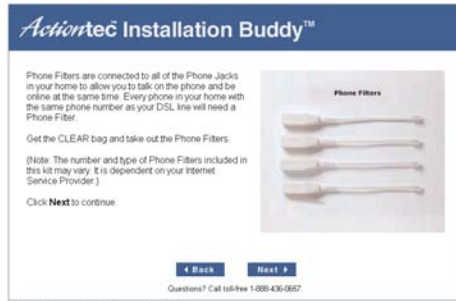 Actiontec Installation Buddy™
Phone Filters are connected to all of the Phone Jacks
in your home to allow you to talk on the phone and be
online at the same time. Every phone in your home with
the same phone number as your DSL line will need a
Phone Filter.
Get the CLEAR bag and take out the Phone Filters.
(Note: The number and type of Phone Filters included in
this kit may vary. It is dependent on your Internet
Service Provider.)
Click Next to continue.
Phone Filters
Back Next
Questions? Call toll-free 1-888-436-0657.